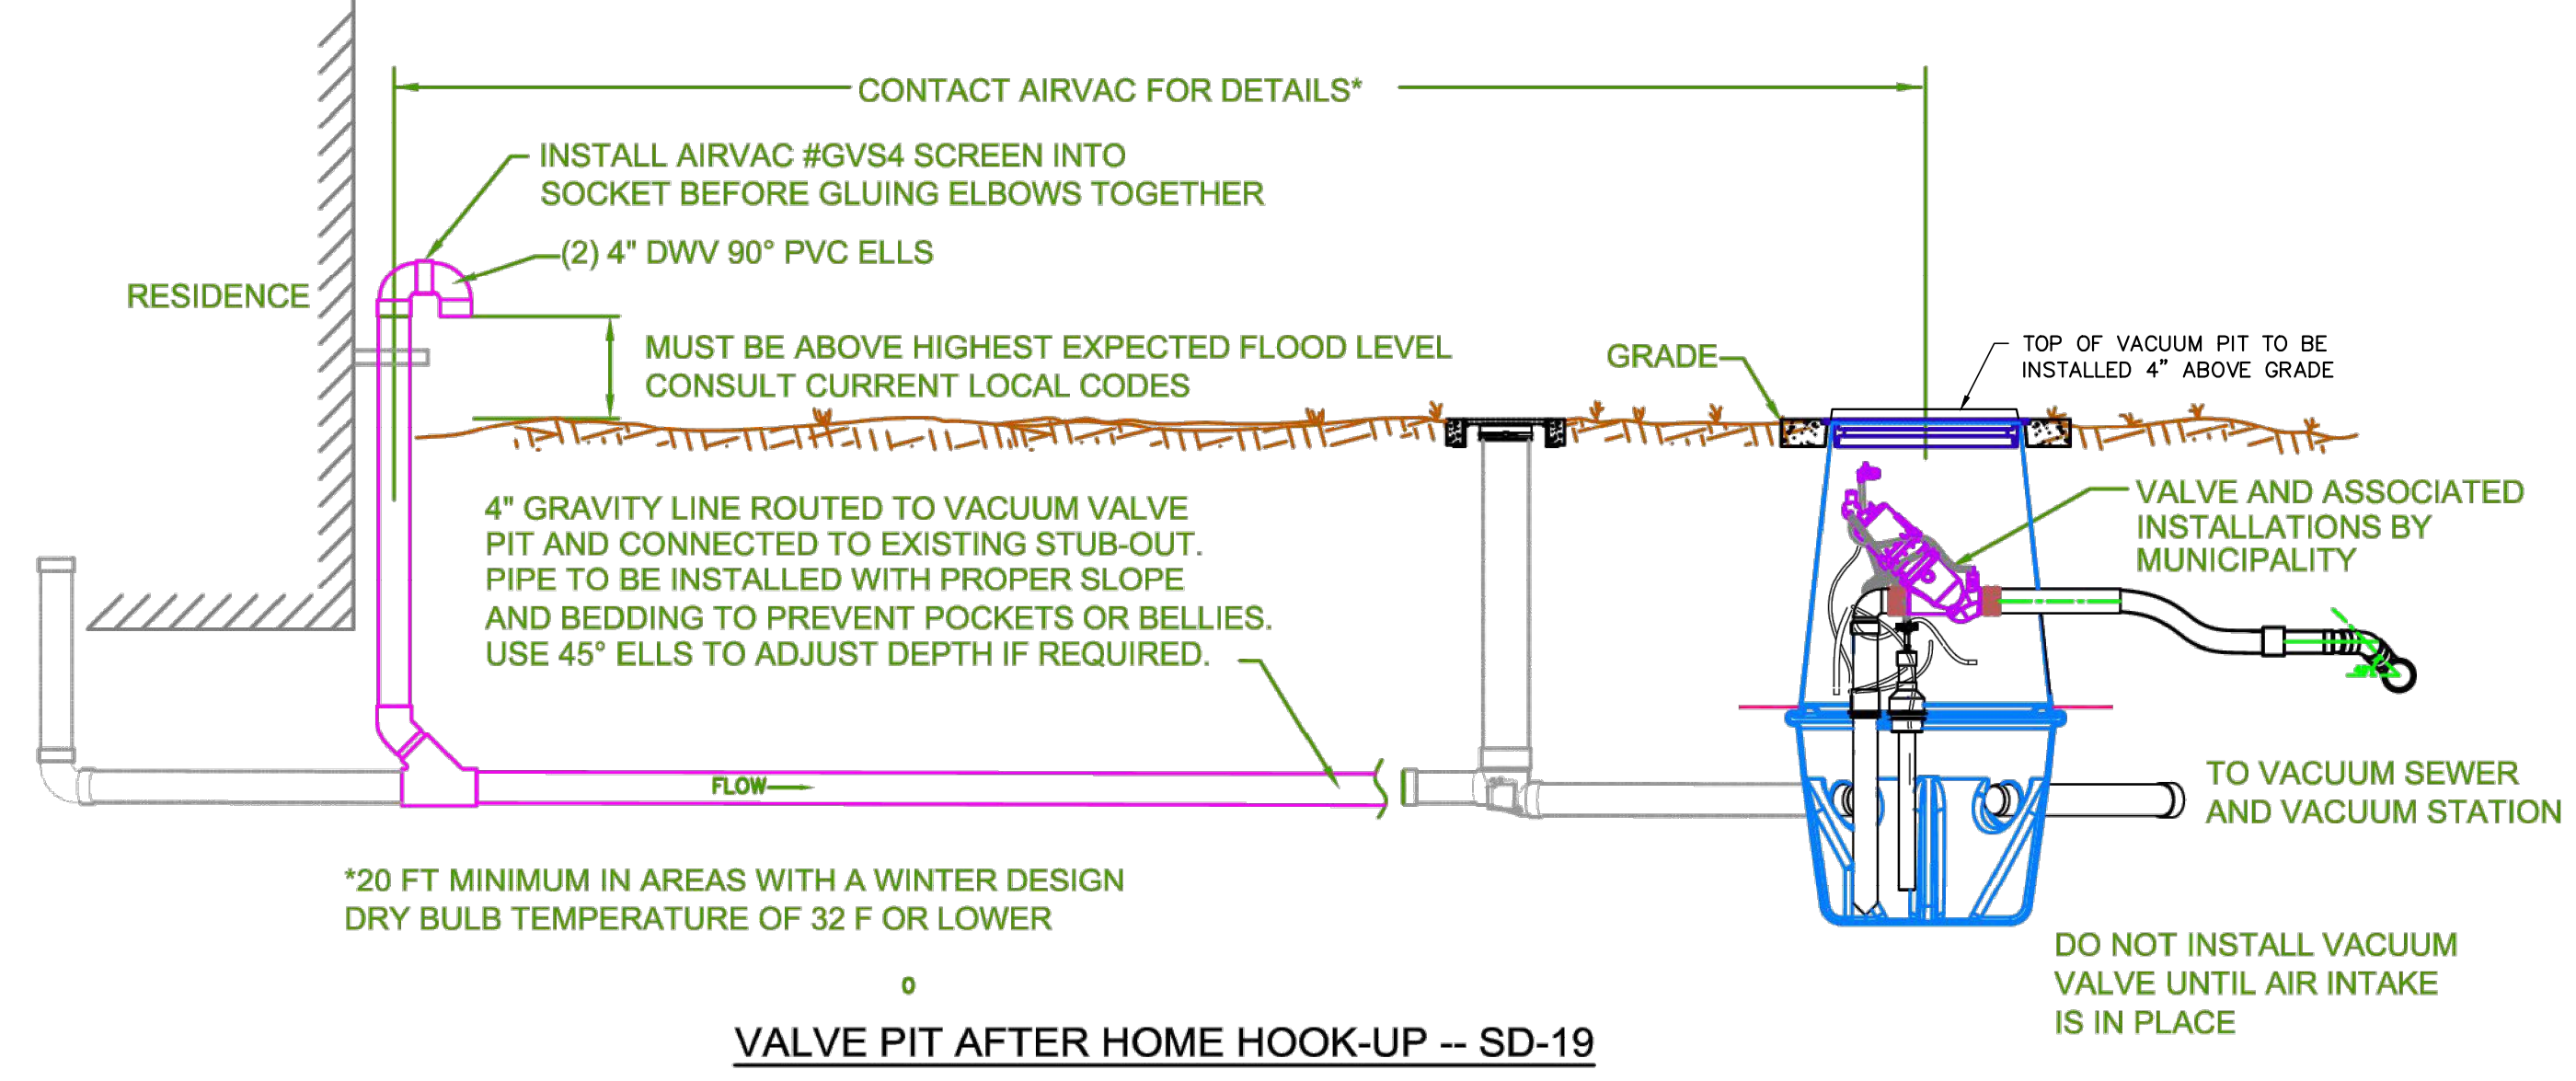 CONTACT AIRVAC FOR DETAILS*
INSTALL AIRVAC #GVS4 SCREEN INTO
SOCKET BEFORE GLUING ELBOWS TOGETHER
(2) 4" DWV 90° PVC ELLS
RESIDENCE
MUST BE ABOVE HIGHEST EXPECTED FLOOD LEVEL
CONSULT CURRENT LOCAL CODES
GRADE
TOP OF VACUUM PIT TO BE
INSTALLED 4" ABOVE GRADE
4" GRAVITY LINE ROUTED TO VACUUM VALVE
PIT AND CONNECTED TO EXISTING STUB-OUT.
PIPE TO BE INSTALLED WITH PROPER SLOPE
AND BEDDING TO PREVENT POCKETS OR BELLIES.
USE 45° ELLS TO ADJUST DEPTH IF REQUIRED.
VALVE AND ASSOCIATED
INSTALLATIONS BY
MUNICIPALITY
FLOW
TO VACUUM SEWER
AND VACUUM STATION
*20 FT MINIMUM IN AREAS WITH A WINTER DESIGN
DRY BULB TEMPERATURE OF 32 F OR LOWER
DO NOT INSTALL VACUUM
VALVE UNTIL AIR INTAKE
IS IN PLACE
0
VALVE PIT AFTER HOME HOOK-UP -- SD-19